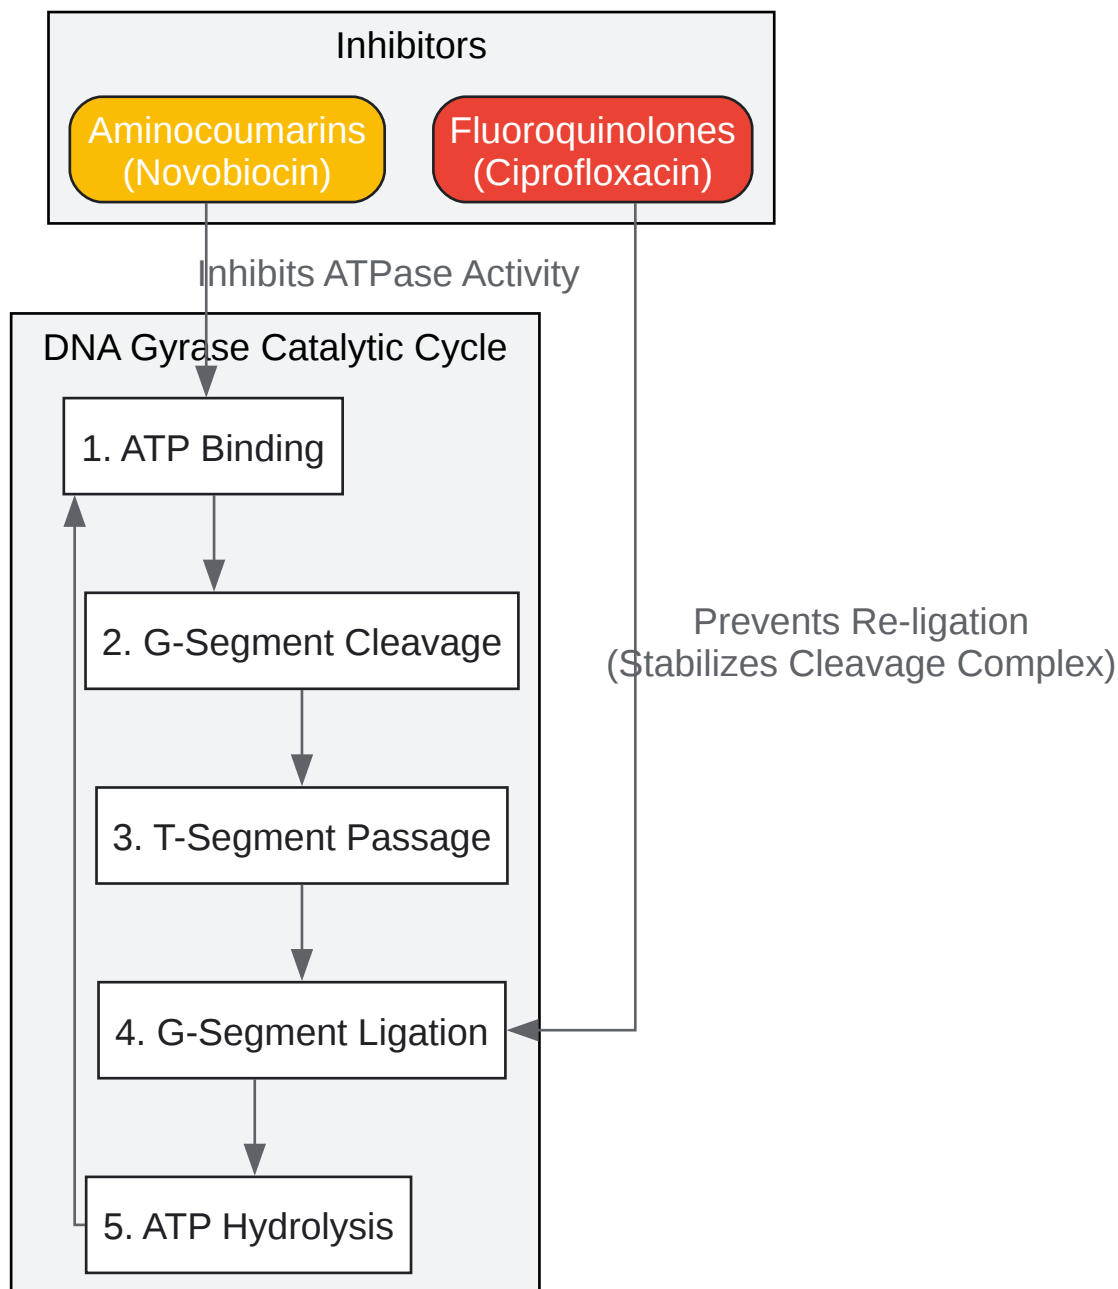 Inhibitors
Aminocoumarins
(Novobiocin)
Fluoroquinolones
(Ciprofloxacin)
Inhibits ATPase Activity
DNA Gyrase Catalytic Cycle
1. ATP Binding
2. G-Segment Cleavage
Prevents Re-ligation
(Stabilizes Cleavage Complex)
3. T-Segment Passage
4. G-Segment Ligation
5. ATP Hydrolysis